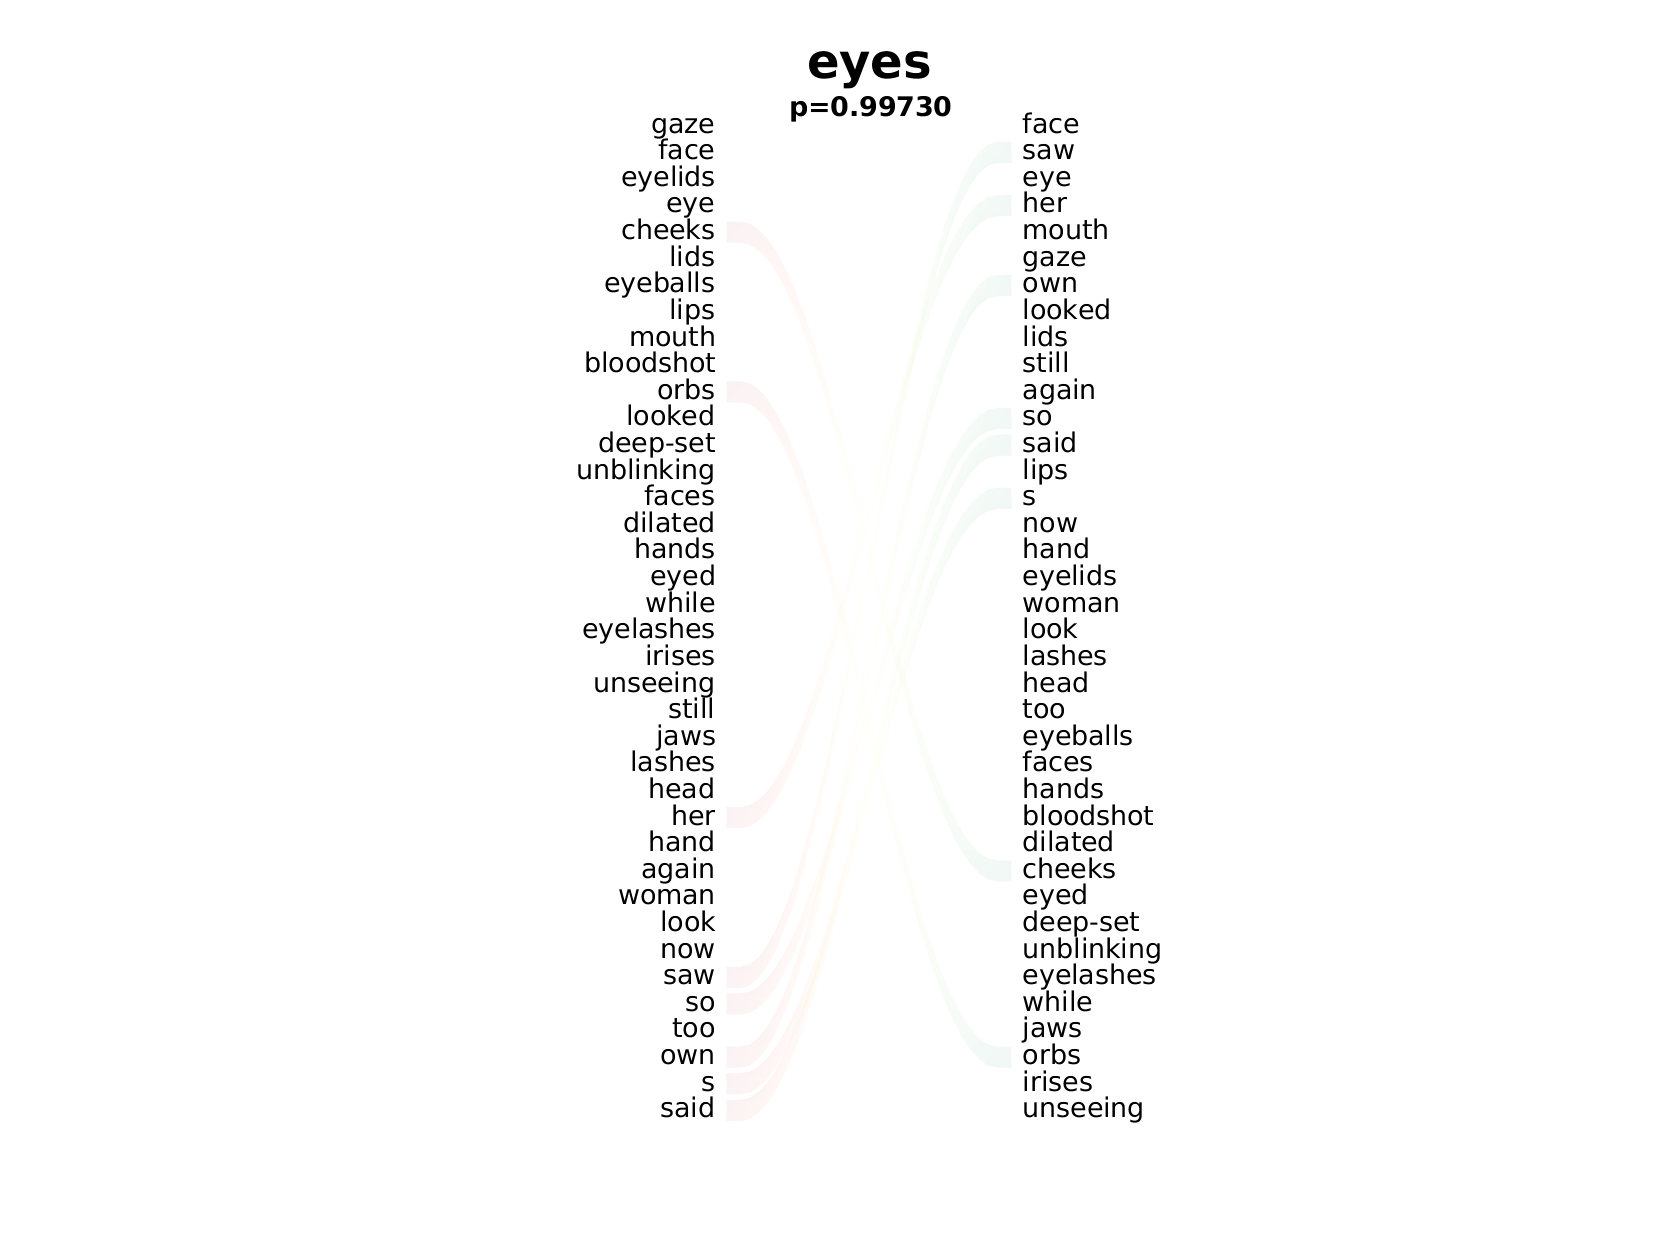 eyes
p=0.99730
gaze
face
eyelids
eye
cheeks
lids
eyeballs
lips
mouth
bloodshot
orbs
looked
deep-set
unblinking
faces
dilated
hands
eyed
while
eyelashes
irises
unseeing
still
jaws
lashes
head
her
hand
again
woman
look
now
saw
so
too
own
s
said
face
saw
eye
her
mouth
gaze
own
looked
lids
still
again
so
said
lips
s
now
hand
eyelids
woman
look
lashes
head
too
eyeballs
faces
hands
bloodshot
dilated
cheeks
eyed
deep-set
unblinking
eyelashes
while
jaws
orbs
irises
unseeing